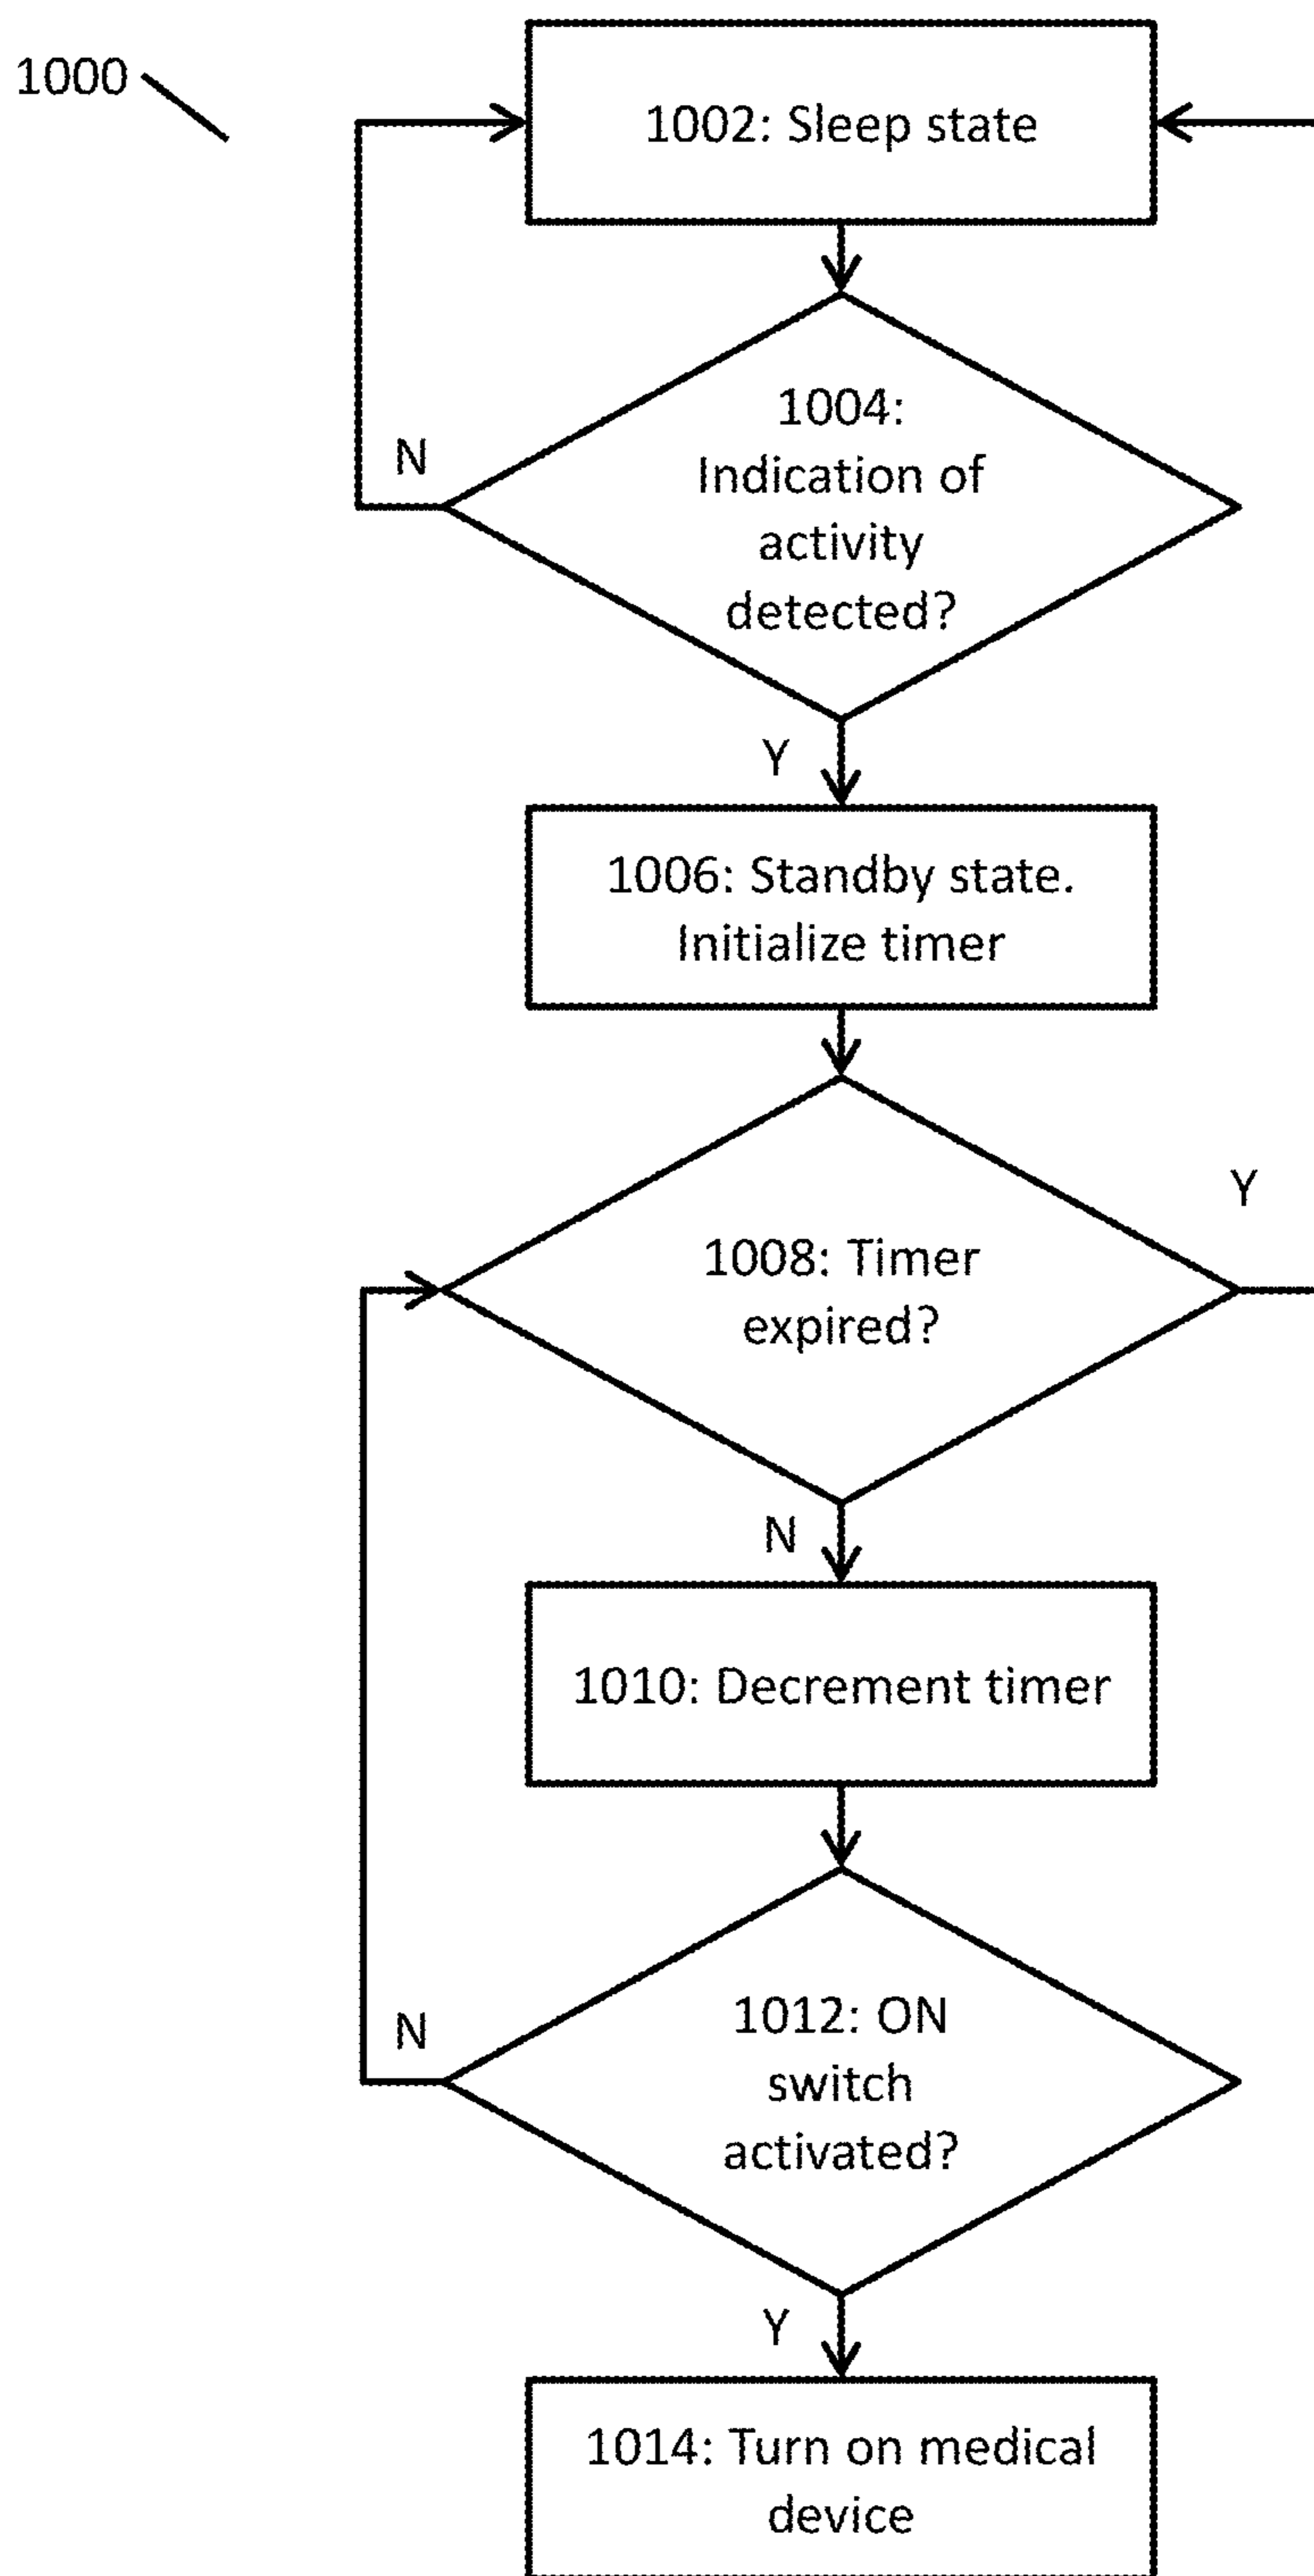 1000
1002: Sleep state
1004:
Indication of
activity
detected?
N
Y
1006: Standby state.
Initialize timer
1008: Timer
expired?
Y
N
1010: Decrement timer
1012: ON
switch
activated?
N
Y
1014: Turn on medical
device